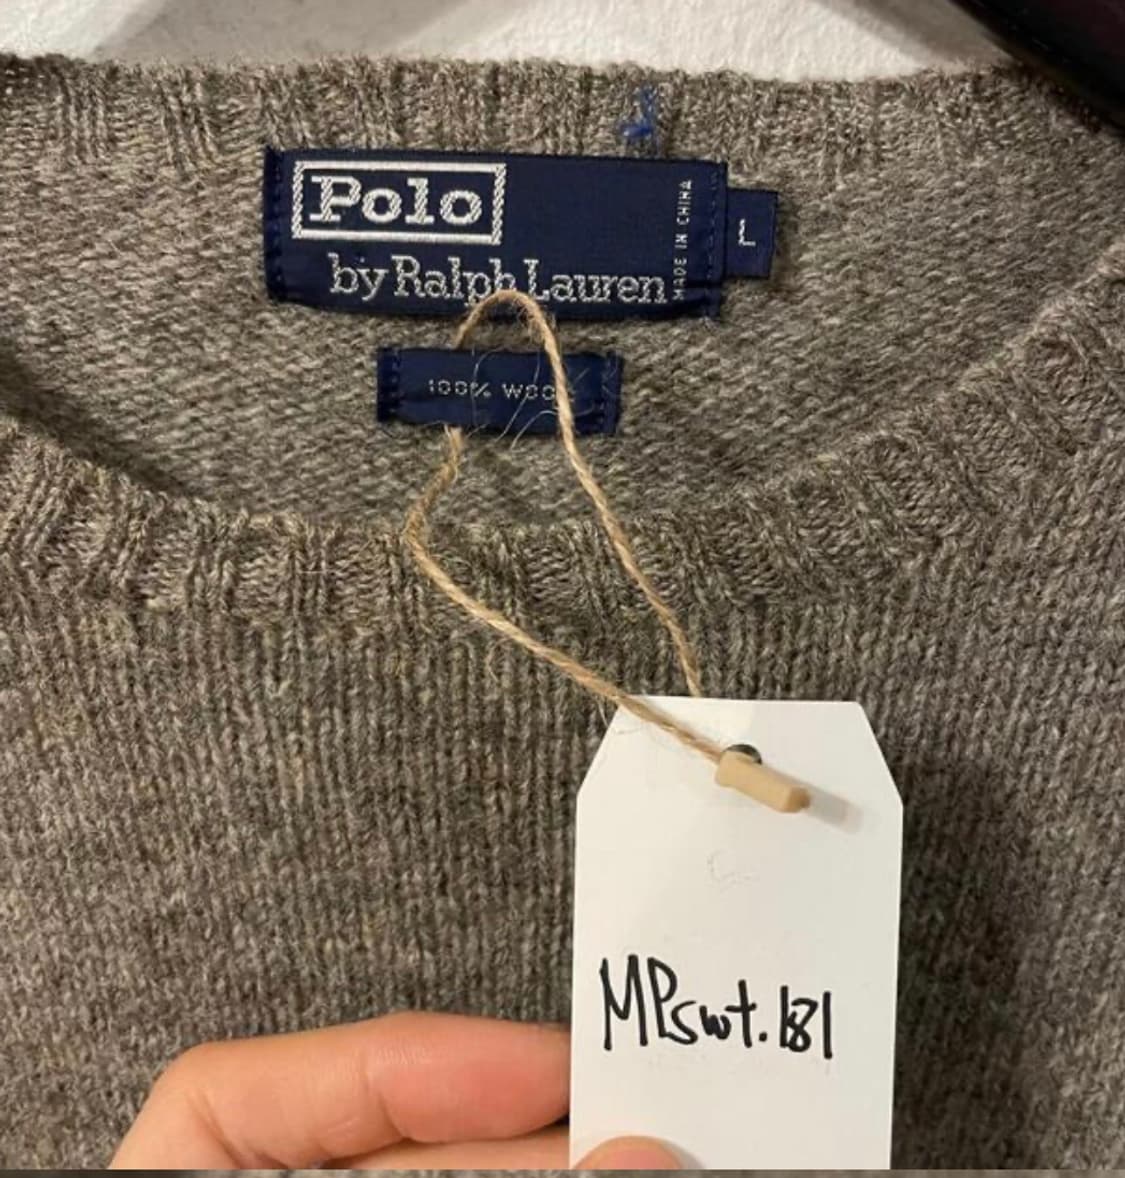 Polo
by Ralph Lauren
MADE IN CHINA
L
100% WOOL
MPswt.181